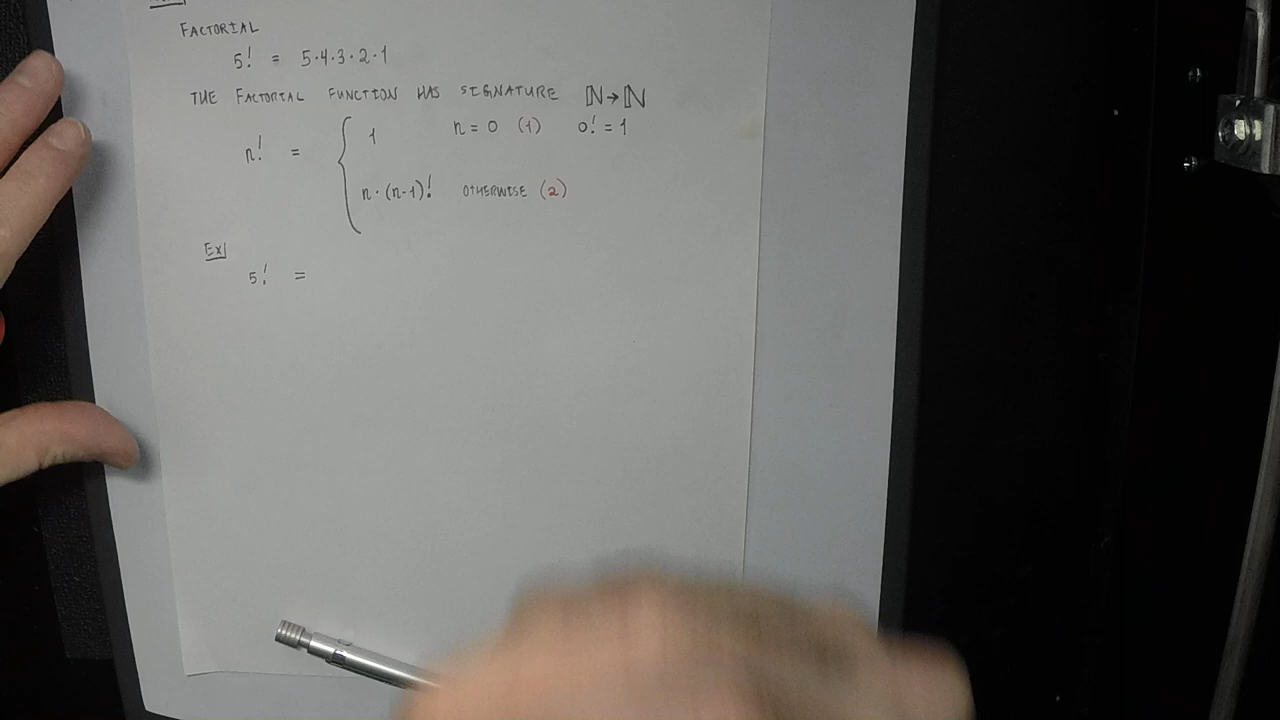 FACTORIAL
5! = 5·4·3·2·1
THE FACTORIAL FUNCTION HAS SIGNATURE ℕ→ℕ
1 n = 0 (1) 0! = 1
n! = {
n·(n-1)! OTHERWISE (2)
Ex
5! =